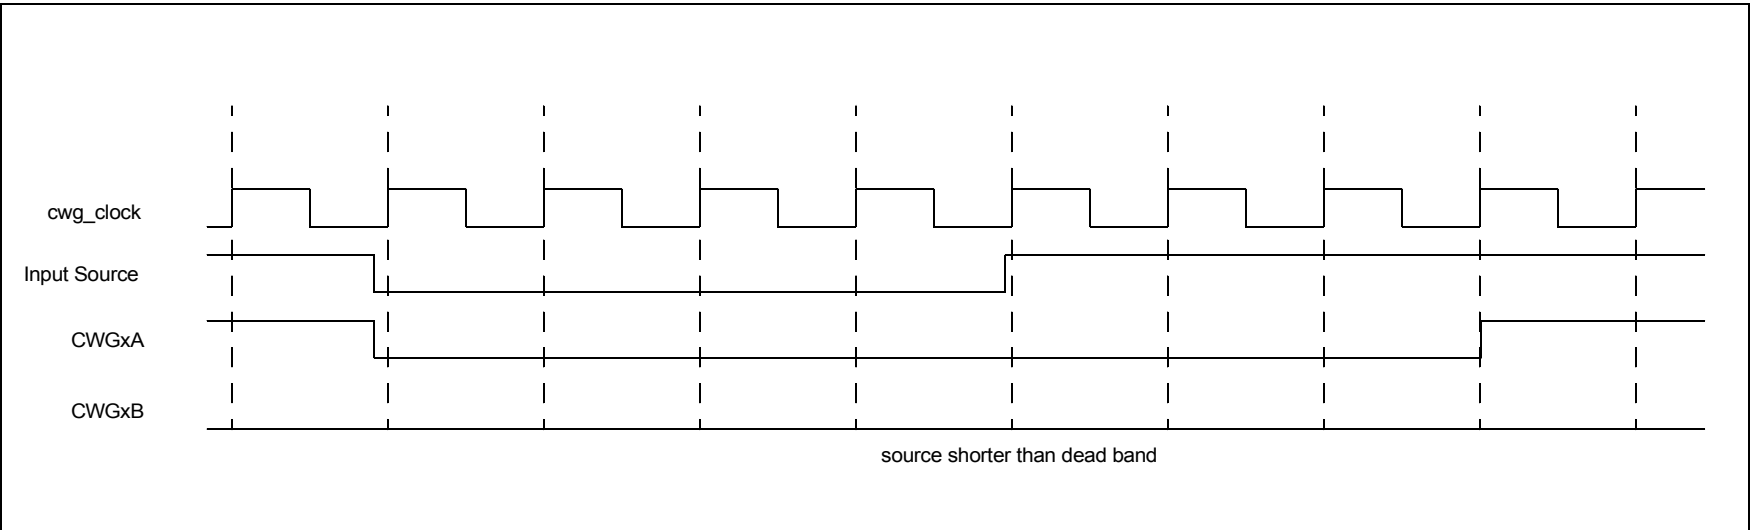 cwg_clock
Input Source
CWGxA
CWGxB
source shorter than dead band